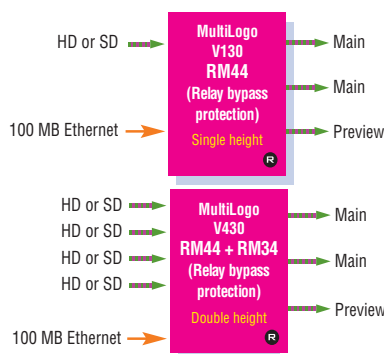 MultiLogo
V130
RM44
(Relay bypass
protection)
Single height
R
HD or SD
100 MB Ethernet
Main
Main
Preview
MultiLogo
V430
RM44 + RM34
(Relay bypass
protection)
Double height
R
HD or SD
HD or SD
HD or SD
HD or SD
100 MB Ethernet
Main
Main
Preview